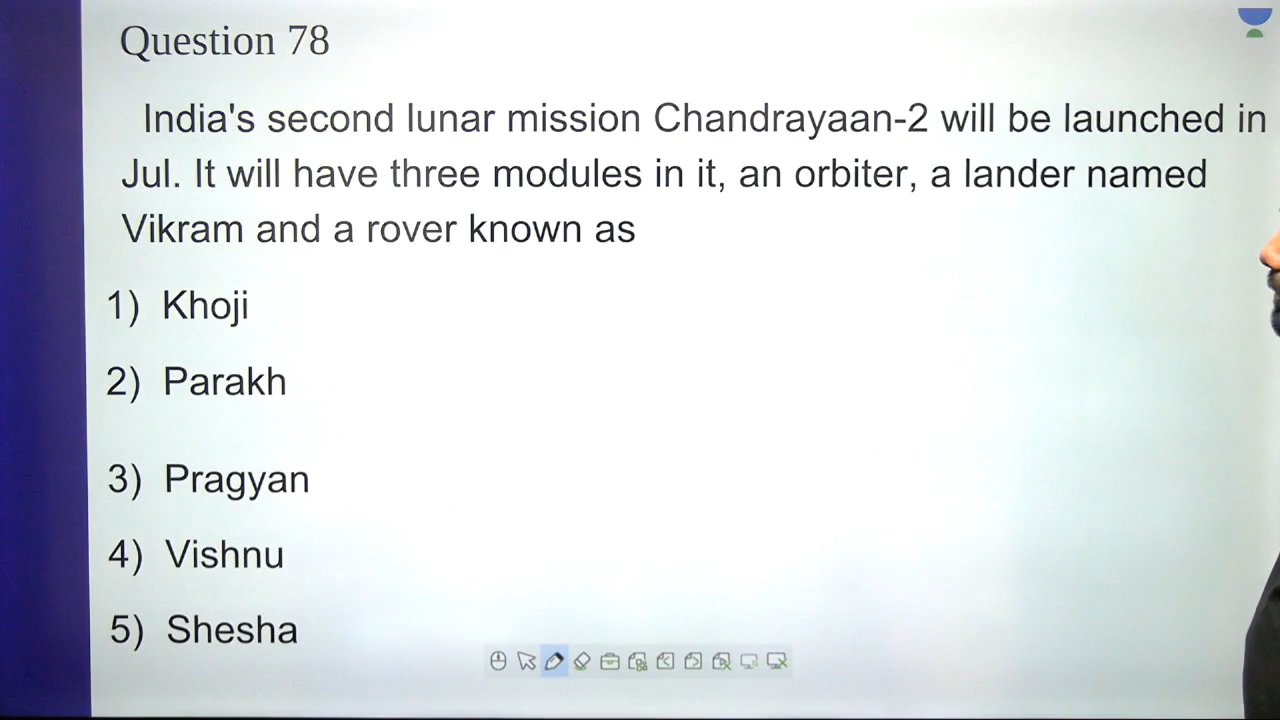 Question 78
India's second lunar mission Chandrayaan-2 will be launched in
Jul. It will have three modules in it, an orbiter, a lander named
Vikram and a rover known as
1) Khoji
2) Parakh
3) Pragyan
4) Vishnu
5) Shesha